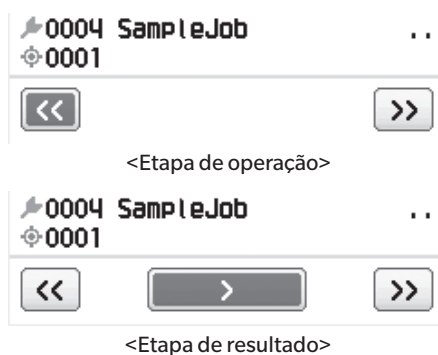 0004 SampleJob ..
0001
<< >>
<Etapa de operação>
0004 SampleJob ..
0001
<< > >>
<Etapa de resultado>